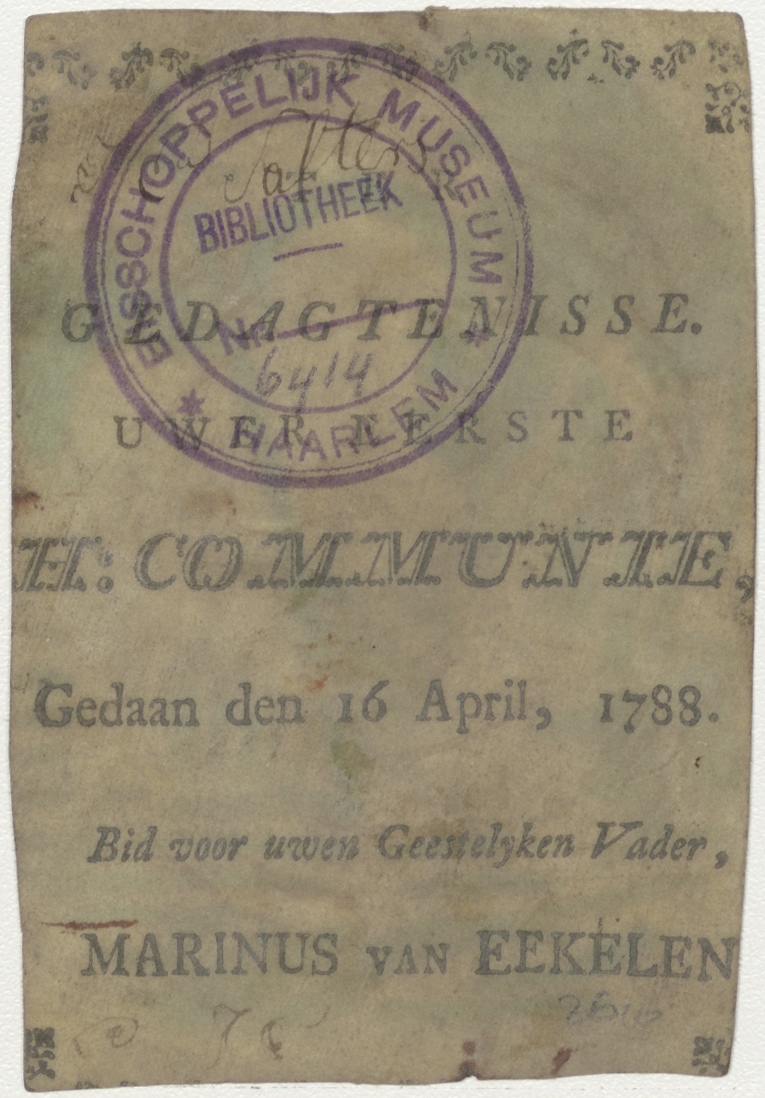 BISSCHOPPELIJK MUSEUM
* HAARLEM *
BIBLIOTHEEK
No.
6414
GEDAGTENISSE.
UWER EERSTE
H: COMMUNIE,
Gedaan den 16 April, 1788.
Bid voor uwen Geestelyken Vader,
MARINUS VAN EEKELEN